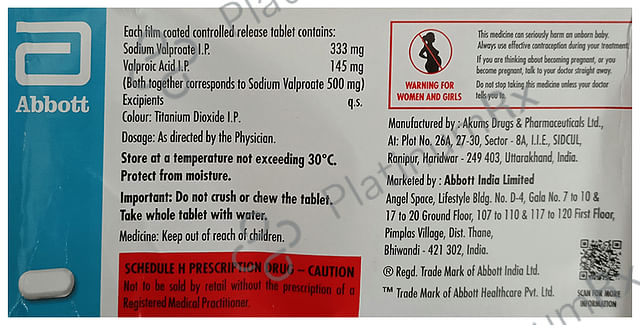 Abbott
Each film coated controlled release tablet contains:
Sodium Valproate I.P. 333 mg
Valproic Acid I.P. 145 mg
(Both together corresponds to Sodium Valproate 500 mg)
Excipients q.s.
Colour: Titanium Dioxide I.P.
Dosage: As directed by the Physician.
Store at a temperature not exceeding 30°C.
Protect from moisture.
Important: Do not crush or chew the tablet.
Take whole tablet with water.
Medicine: Keep out of reach of children.
SCHEDULE H PRESCRIPTION DRUG – CAUTION
Not to be sold by retail without the prescription of a
Registered Medical Practitioner.
WARNING FOR
WOMEN AND GIRLS
This medicine can seriously harm an unborn baby.
Always use effective contraception during your treatment.
If you are thinking about becoming pregnant, or you
become pregnant, talk to your doctor straight away.
Do not stop taking this medicine unless your doctor
tells you to.
Manufactured by : Akums Drugs & Pharmaceuticals Ltd.,
At: Plot No. 26A, 27-30, Sector - 8A, I.I.E., SIDCUL,
Ranipur, Haridwar - 249 403, Uttarakhand, India.
Marketed by : Abbott India Limited
Angel Space, Lifestyle Bldg. No. D-4, Gala No. 7 to 10 &
17 to 20 Ground Floor, 107 to 110 & 117 to 120 First Floor,
Pimplas Village, Dist. Thane,
Bhiwandi - 421 302, India.
® Regd. Trade Mark of Abbott India Ltd.
™ Trade Mark of Abbott Healthcare Pvt. Ltd.
SCAN FOR MORE
INFORMATION
PlatinumRx